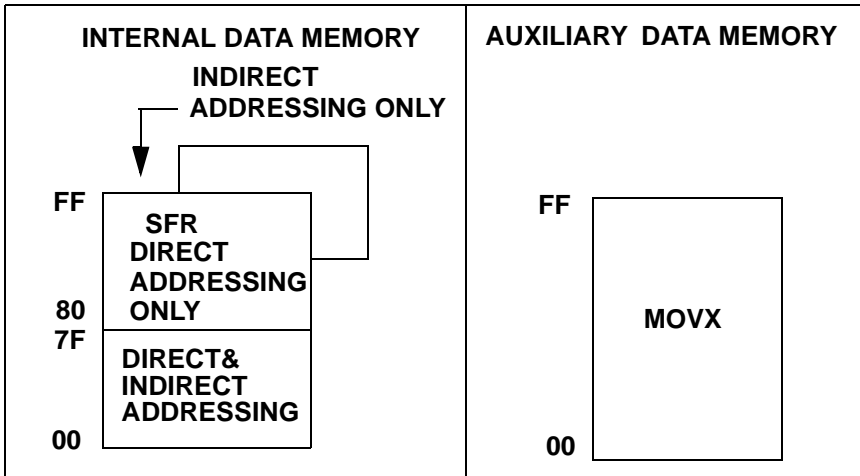 INTERNAL DATA MEMORY
INDIRECT
ADDRESSING ONLY
FF
SFR
DIRECT
ADDRESSING
ONLY
80
7F
DIRECT&
INDIRECT
ADDRESSING
00
AUXILIARY DATA MEMORY
FF
MOVX
00